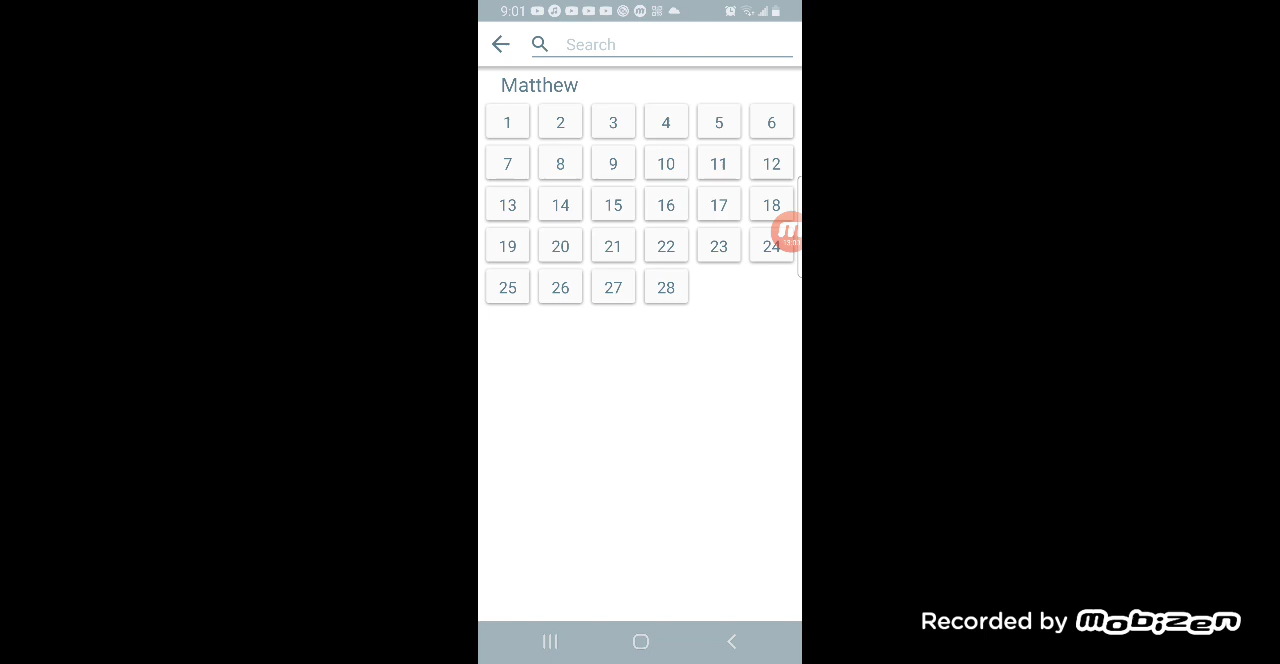 9:01
Search
Matthew
1 2 3 4 5 6
7 8 9 10 11 12
13 14 15 16 17 18
19 20 21 22 23 24
25 26 27 28
Recorded by mobizen